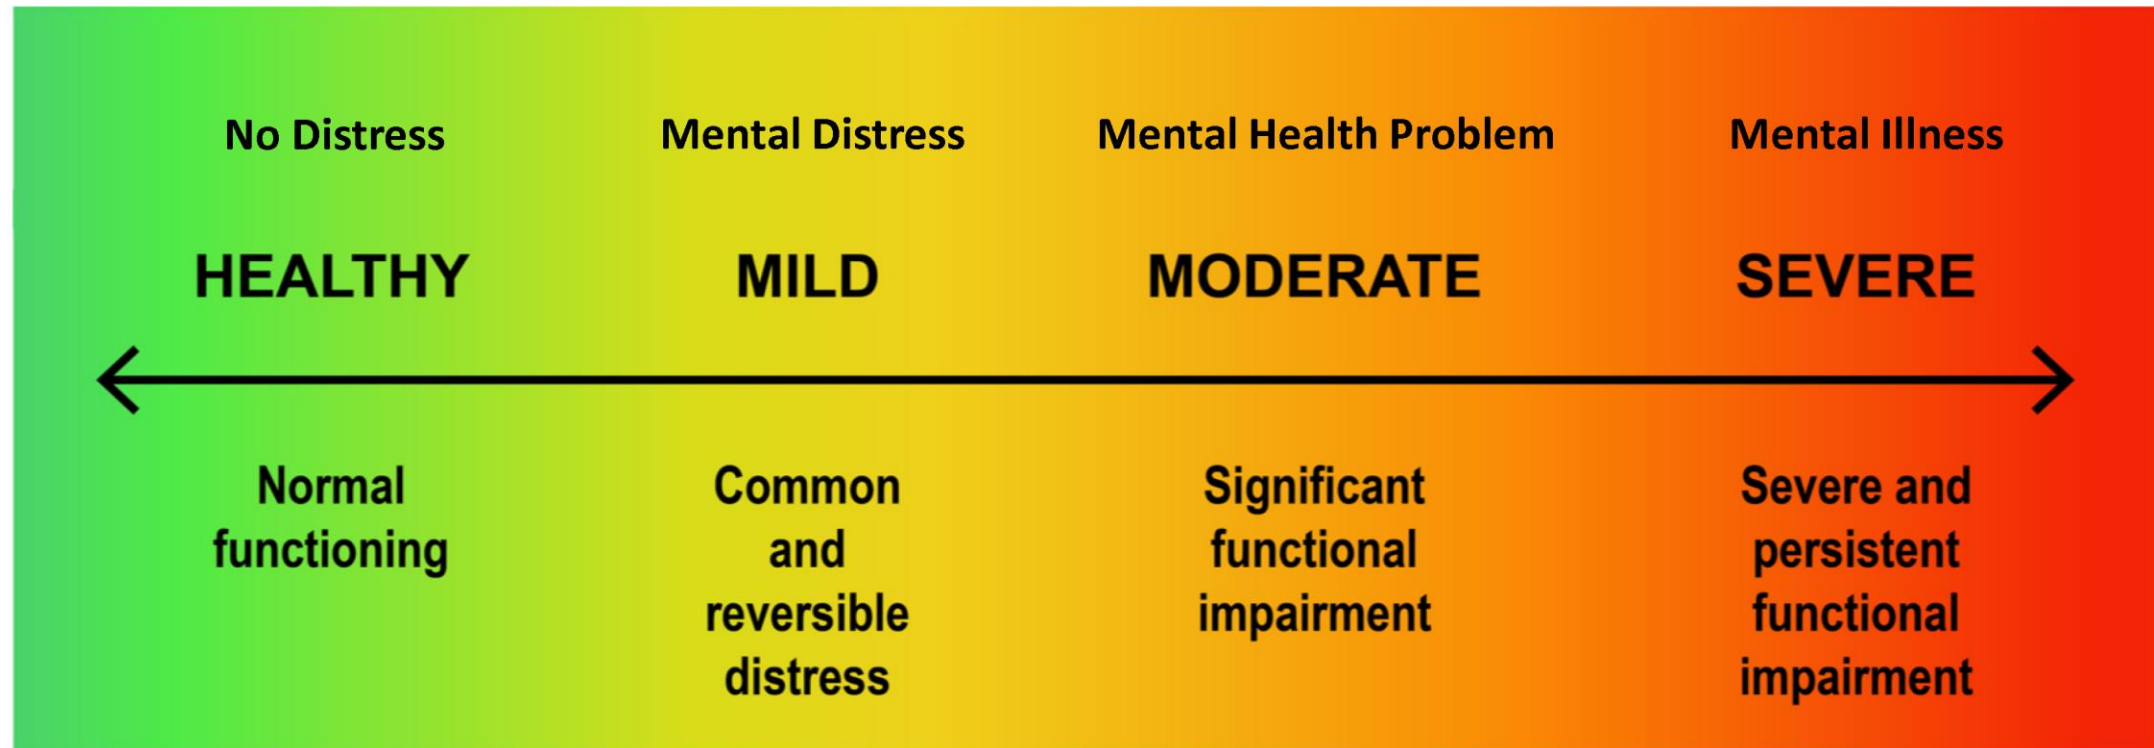 No Distress
Mental Distress
Mental Health Problem
Mental Illness
HEALTHY
MILD
MODERATE
SEVERE
Normal
functioning
Common
and
reversible
distress
Significant
functional
impairment
Severe and
persistent
functional
impairment